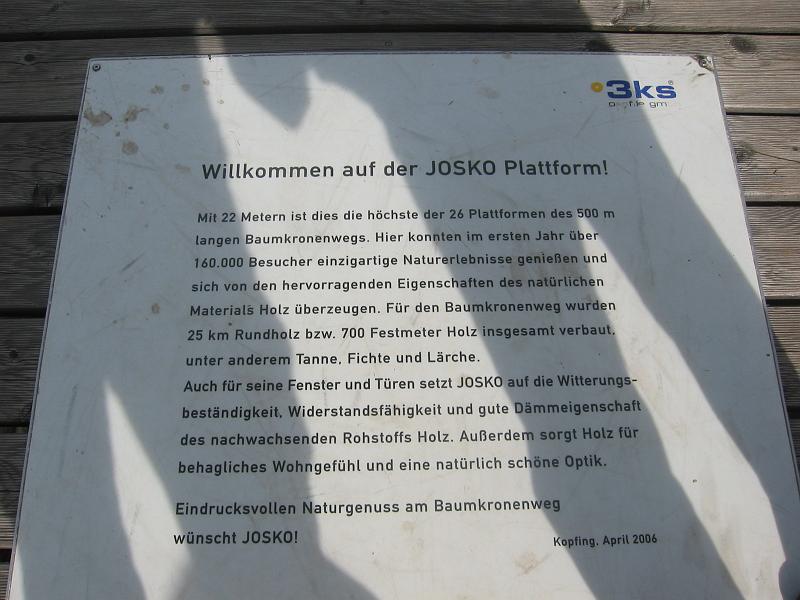 3ks
profile gm
Willkommen auf der JOSKO Plattform!
Mit 22 Metern ist dies die höchste der 26 Plattformen des 500 m
langen Baumkronenwegs. Hier konnten im ersten Jahr über
160.000 Besucher einzigartige Naturerlebnisse genießen und
sich von den hervorragenden Eigenschaften des natürlichen
Materials Holz überzeugen. Für den Baumkronenweg wurden
25 km Rundholz bzw. 700 Festmeter Holz insgesamt verbaut,
unter anderem Tanne, Fichte und Lärche.
Auch für seine Fenster und Türen setzt JOSKO auf die Witterungs-
beständigkeit, Widerstandsfähigkeit und gute Dämmeigenschaft
des nachwachsenden Rohstoffs Holz. Außerdem sorgt Holz für
behagliches Wohngefühl und eine natürlich schöne Optik.
Eindrucksvollen Naturgenuss am Baumkronenweg
wünscht JOSKO!
Kopfing, April 2006